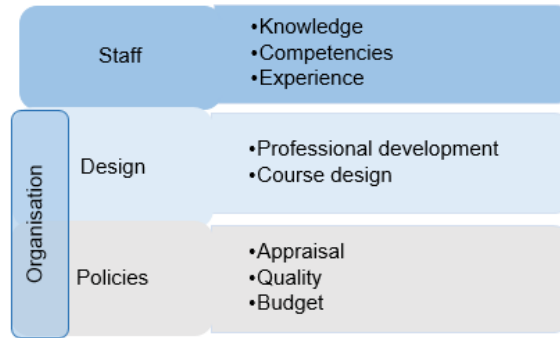 Staff
•Knowledge
•Competencies
•Experience
Organisation
Design
•Professional development
•Course design
Policies
•Appraisal
•Quality
•Budget